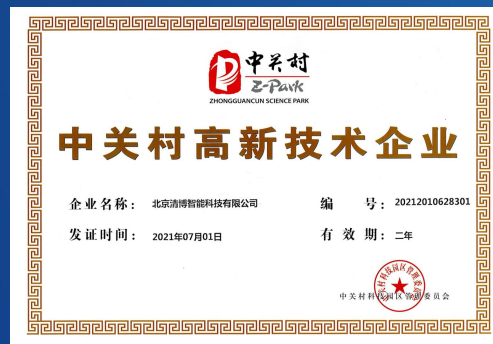 中关村
Z-Park
ZHONGGUANCUN SCIENCE PARK
中关村高新技术企业
企业名称： 北京清博智能科技有限公司 编 号： 20212010628301
发证时间： 2021年07月01日 有 效 期： 二年
中关村科技园区管理委员会